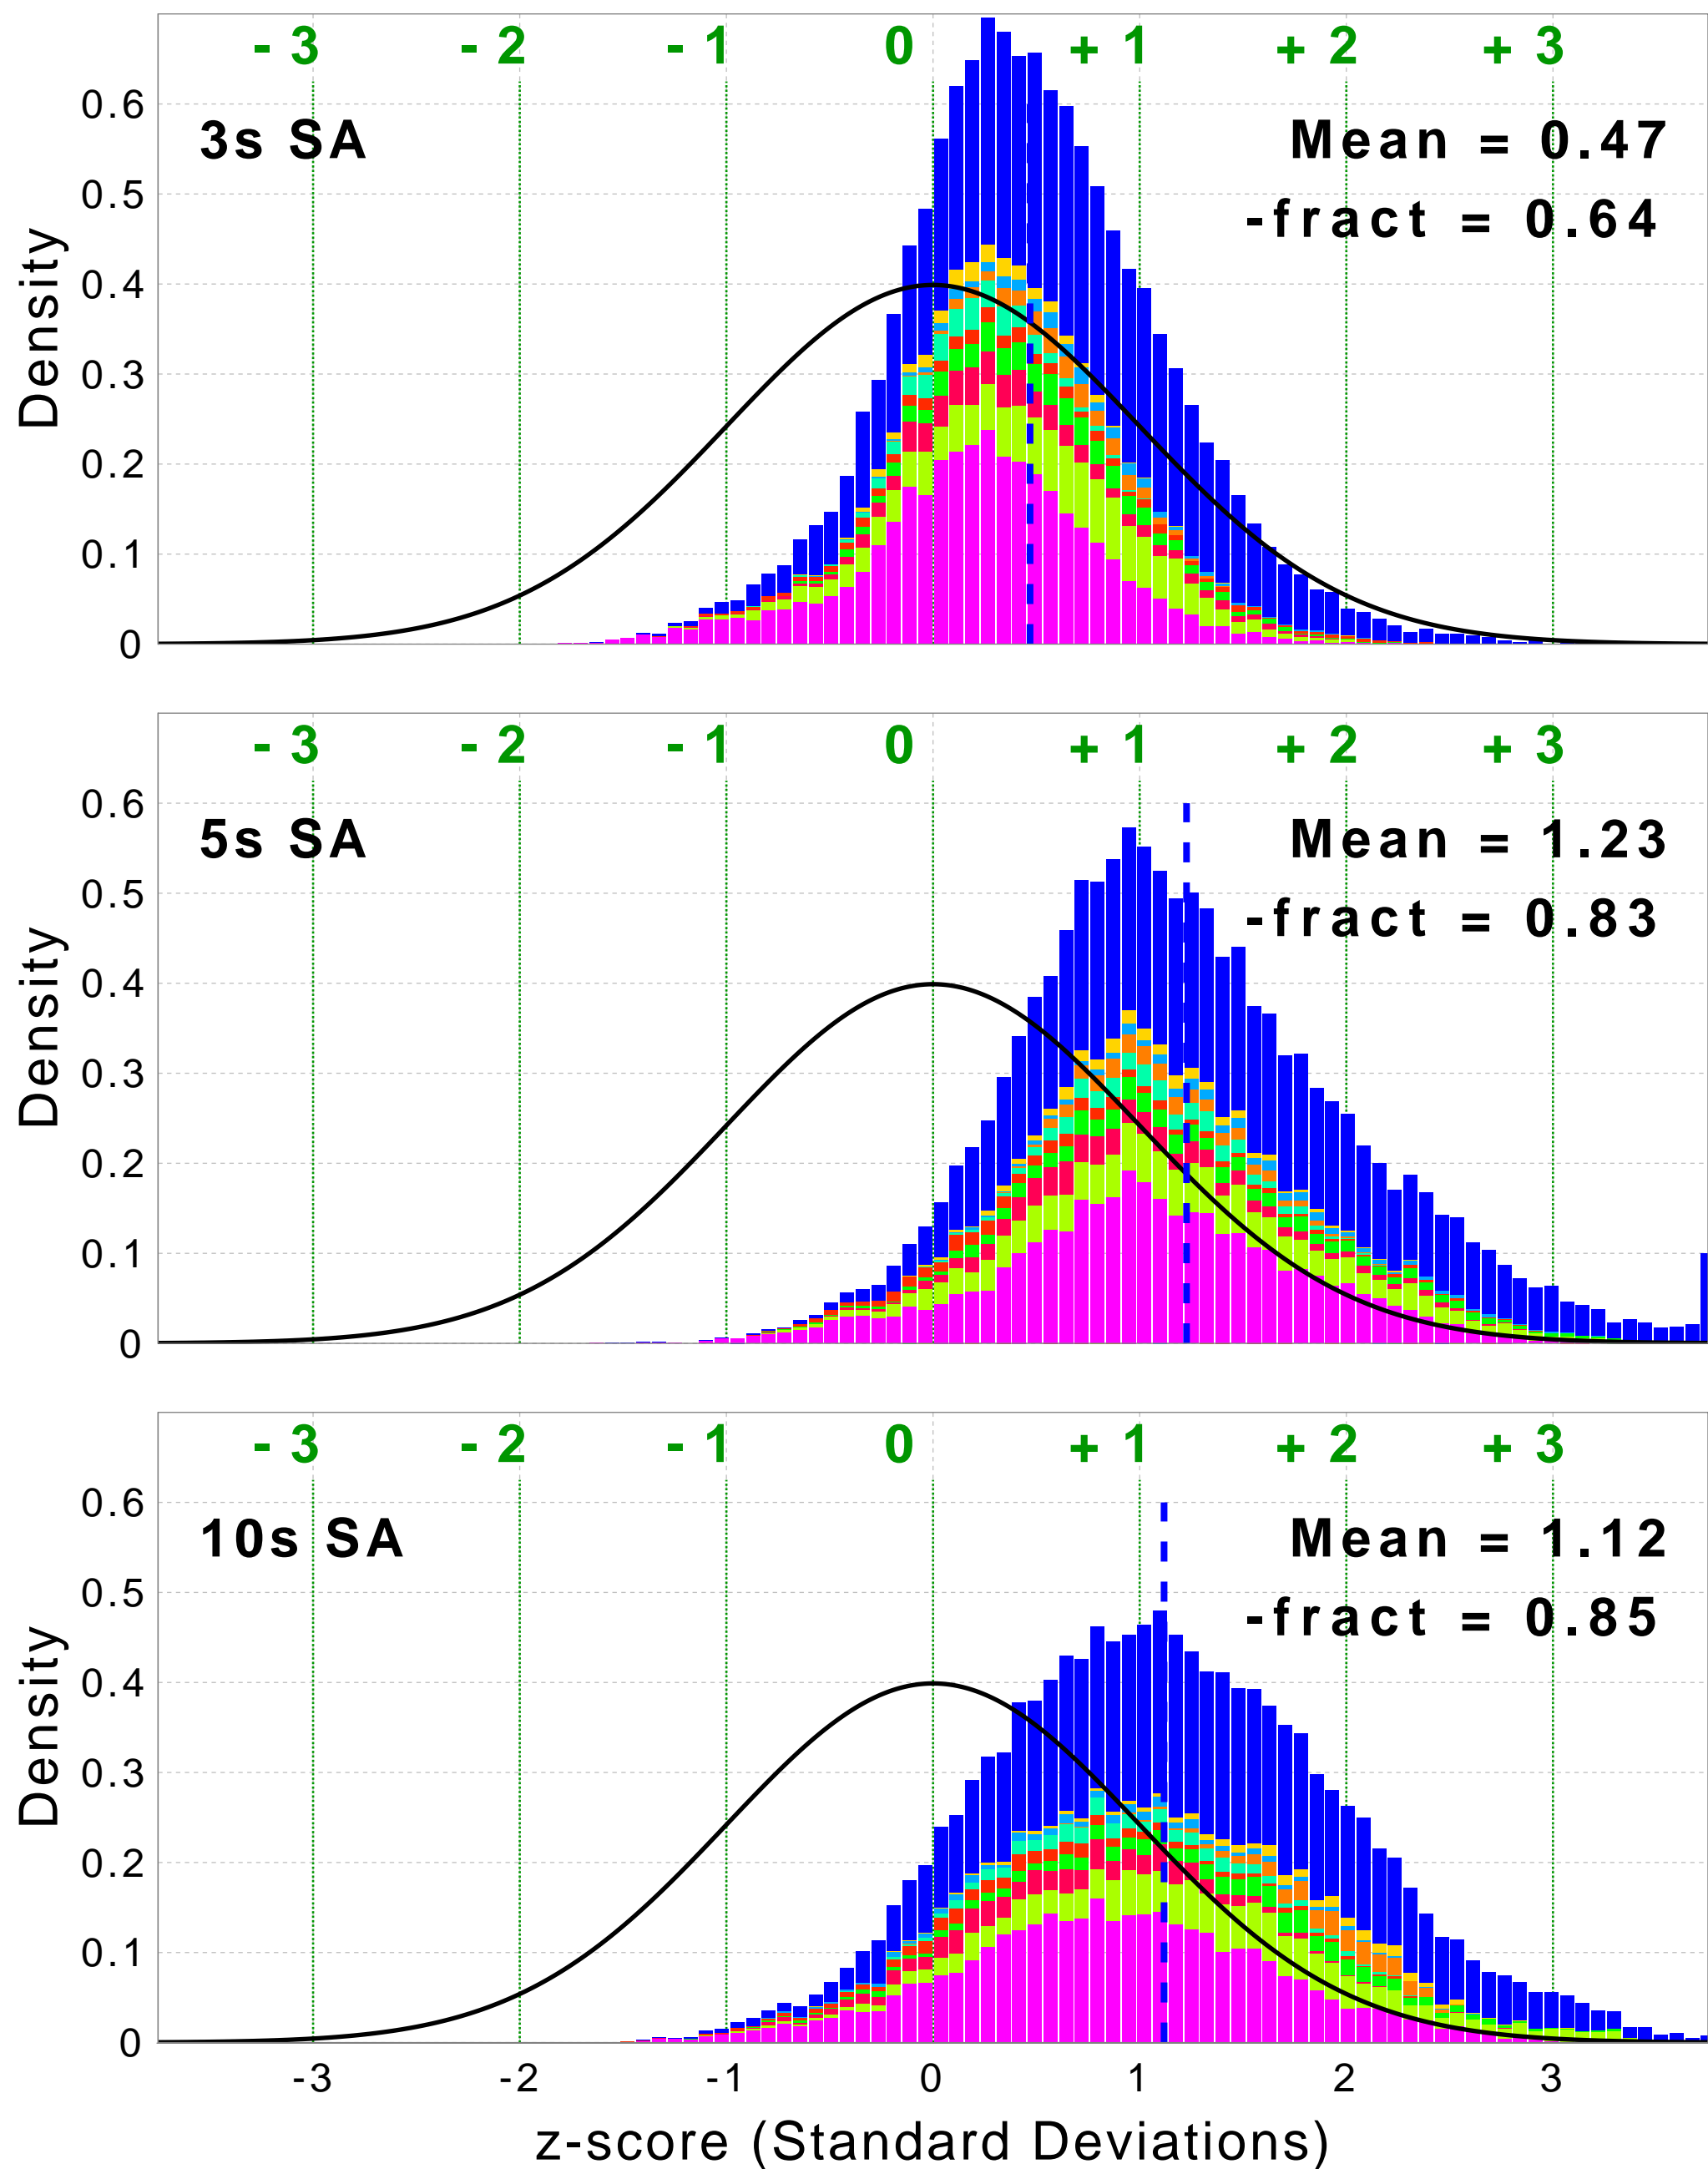 - 3 - 2 - 1 0 + 1 + 2 + 3
0.6
3s SA
Mean = 0.47
0.5
-fract = 0.64
0.4
0.3
0.2
0.1
0
Density
- 3 - 2 - 1 0 + 1 + 2 + 3
0.6
5s SA
Mean = 1.23
0.5
-fract = 0.83
0.4
0.3
0.2
0.1
0
Density
- 3 - 2 - 1 0 + 1 + 2 + 3
0.6
10s SA
Mean = 1.12
0.5
-fract = 0.85
0.4
0.3
0.2
0.1
0
Density
-3 -2 -1 0 1 2 3
z-score (Standard Deviations)